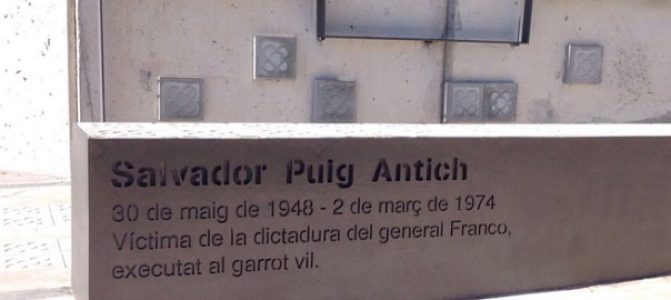 Salvador Puig Antich
30 de maig de 1948 - 2 de març de 1974
Víctima de la dictadura del general Franco,
executat al garrot vil.